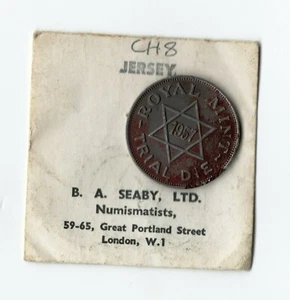 CH8
JERSEY.
ROYAL MINT
1957
TRIAL DIE
B. A. SEABY, LTD.
Numismatists,
59-65, Great Portland Street
London, W.1